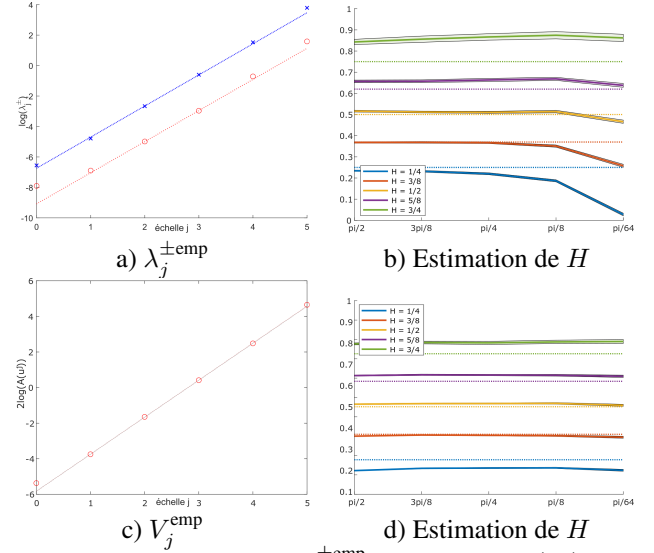 4
2
0
-2
-4
-6
-8
-10
log(λ_j^±)
0 1 2 3 4 5
échelle j
a) λ_j^{±emp}
1
0.9
0.8
0.7
0.6
0.5
0.4
0.3
0.2
0.1
0
H = 1/4
H = 3/8
H = 1/2
H = 5/8
H = 3/4
pi/2 3pi/8 pi/4 pi/8 pi/64
b) Estimation de H
6
4
2
0
-2
-4
-6
2log(A(u^j))
0 1 2 3 4 5
échelle j
c) V_j^{emp}
1
0.9
0.8
0.7
0.6
0.5
0.4
0.3
0.2
0.1
H = 1/4
H = 3/8
H = 1/2
H = 5/8
H = 3/4
pi/2 3pi/8 pi/4 pi/8 pi/64
d) Estimation de H